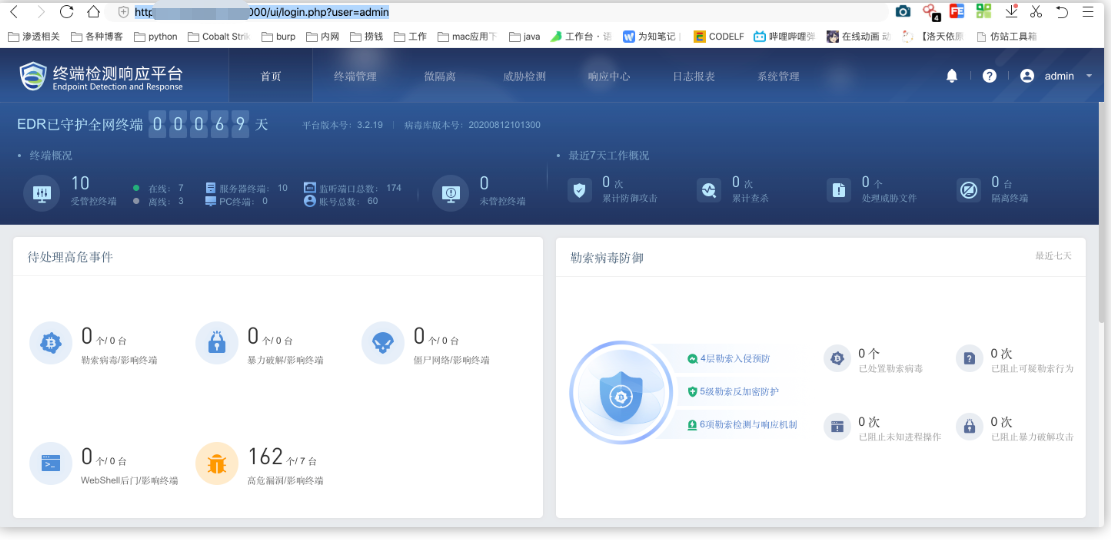 000/ui/login.php?user=admin
4
渗透相关 各种博客 python Cobalt Strik burp 内网 捞钱 工作 mac应用下 java 工作台 · 语 为知笔记 CODELF 哔哩哔哩弹 在线动画 动 【洛天依原 仿站工具箱
终端检测响应平台
Endpoint Detection and Response
首页 终端管理 微隔离 威胁检测 响应中心 日志报表 系统管理 admin
EDR已守护全网终端 00069 天 平台版本号：3.2.19 | 病毒库版本号：20200812101300
• 终端概况
10
受管控终端
在线： 7
离线： 3
服务器终端： 10
PC终端： 0
监听端口总数： 174
账号总数： 60
0
未管控终端
• 最近7天工作概况
0 次
累计防御攻击
0 次
累计查杀
0 个
处理威胁文件
0 台
隔离终端
待处理高危事件
0 个/ 0 台
勒索病毒/影响终端
0 个/ 0 台
暴力破解/影响终端
0 个/ 0 台
僵尸网络/影响终端
0 个/ 0 台
WebShell后门/影响终端
162 个/ 7 台
高危漏洞/影响终端
勒索病毒防御 最近七天
4层勒索入侵预防
5级勒索反加密防护
6项勒索检测与响应机制
0 个
已处置勒索病毒
0 次
已阻止可疑勒索行为
0 次
已阻止未知进程操作
0 次
已阻止暴力破解攻击